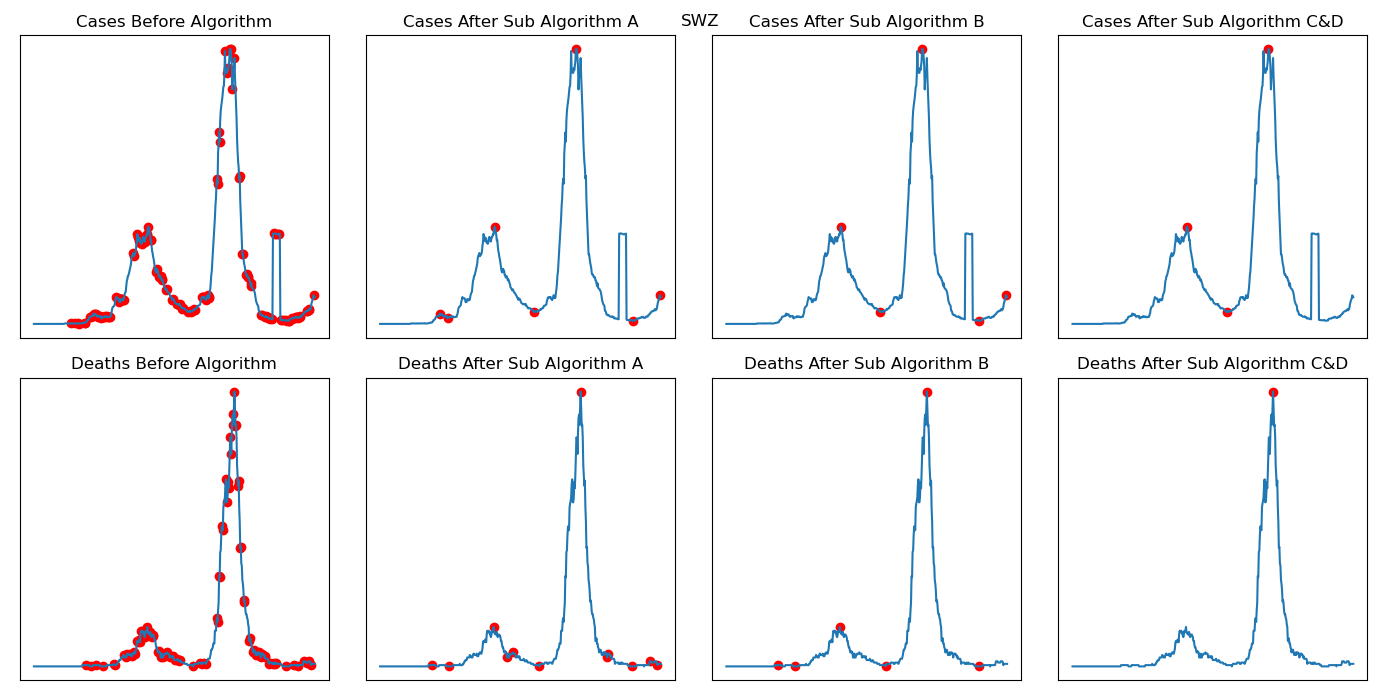 SWZ
Cases Before Algorithm
Cases After Sub Algorithm A
Cases After Sub Algorithm B
Cases After Sub Algorithm C&D
Deaths Before Algorithm
Deaths After Sub Algorithm A
Deaths After Sub Algorithm B
Deaths After Sub Algorithm C&D